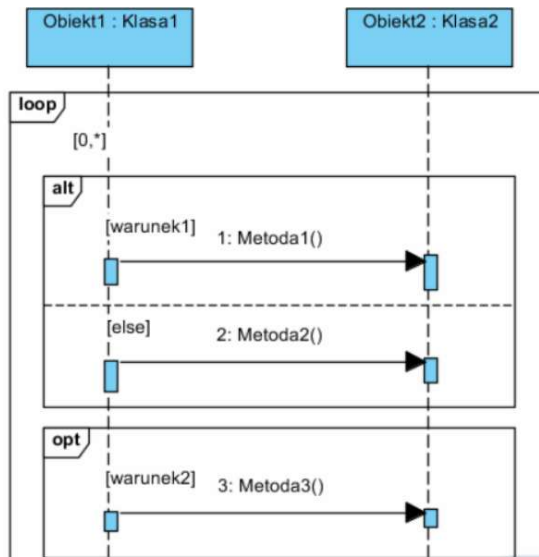 Obiekt1 : Klasa1
Obiekt2 : Klasa2
loop
[0,*]
alt
[warunek1]
1: Metoda1()
[else]
2: Metoda2()
opt
[warunek2]
3: Metoda3()